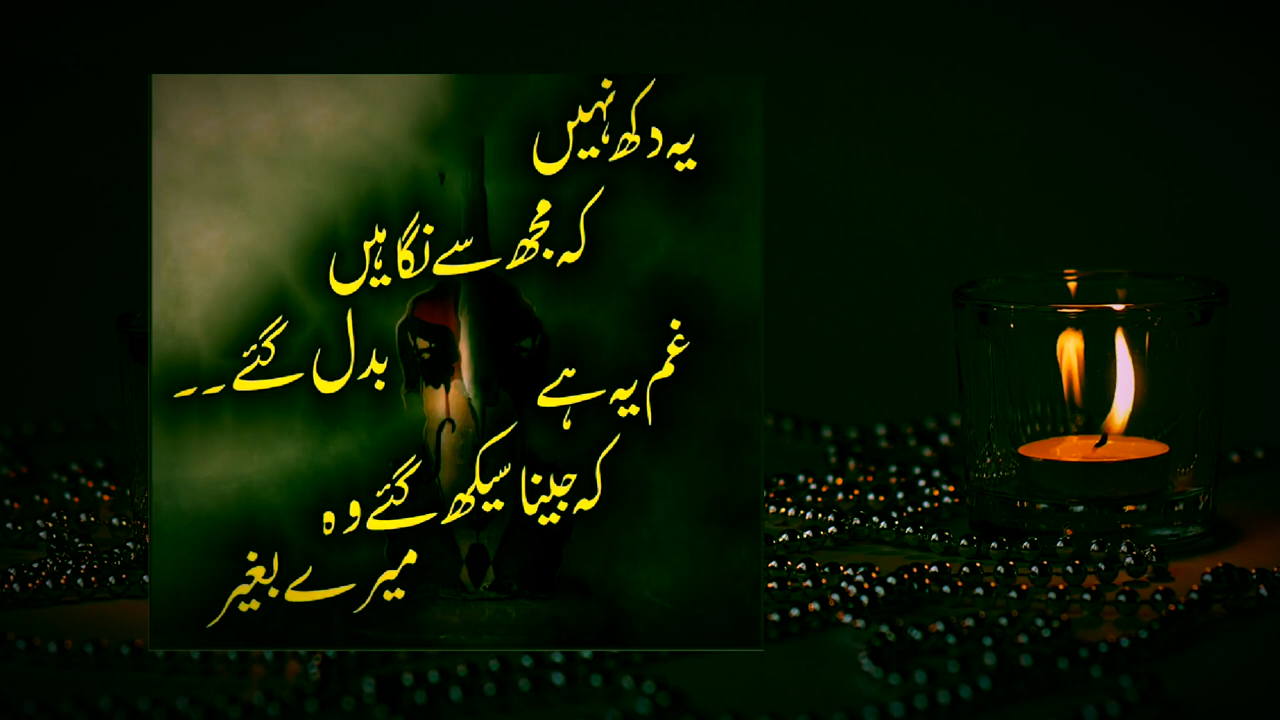 یہ دکھ نہیں
کہ مجھ سے نگاہیں
بدل گئے۔۔
غم یہ ہے
کہ جینا سیکھ گئے وہ
میرے بغیر